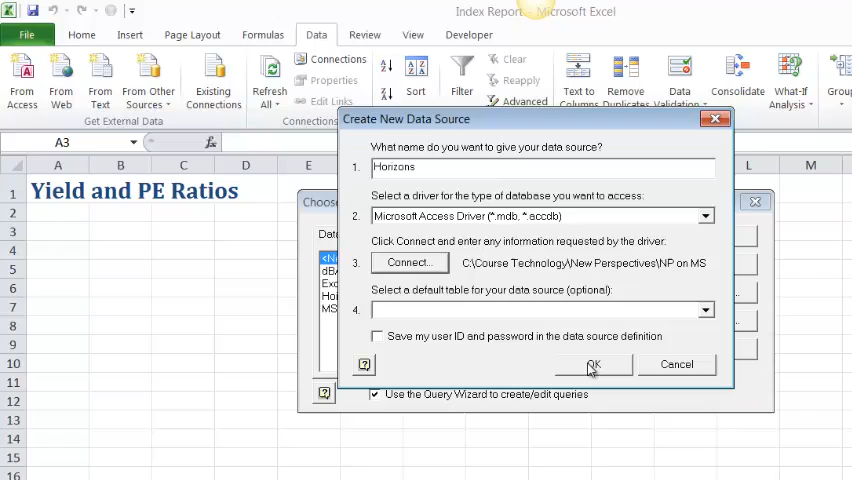 Index Report - Microsoft Excel
File Home Insert Page Layout Formulas Data Review View Developer
From Access
From Web
From Text
From Other Sources
Existing Connections
Get External Data
Refresh All
Connections
Properties
Edit Links
Connections
Sort
Filter
Clear
Reapply
Advanced
Text to Columns
Remove Duplicates
Data Validation
Consolidate
What-If Analysis
Group
A3
fx
A B C D E L M
1 Yield and PE Ratios
2
3
4
5
6
7
8
9
10
11
12
13
14
15
16
Create New Data Source
What name do you want to give your data source?
1. Horizons
Select a driver for the type of database you want to access:
2. Microsoft Access Driver (*.mdb, *.accdb)
Click Connect and enter any information requested by the driver:
3. Connect... C:\Course Technology\New Perspectives\NP on MS
Select a default table for your data source (optional):
4.
Save my user ID and password in the data source definition
OK Cancel
Use the Query Wizard to create/edit queries